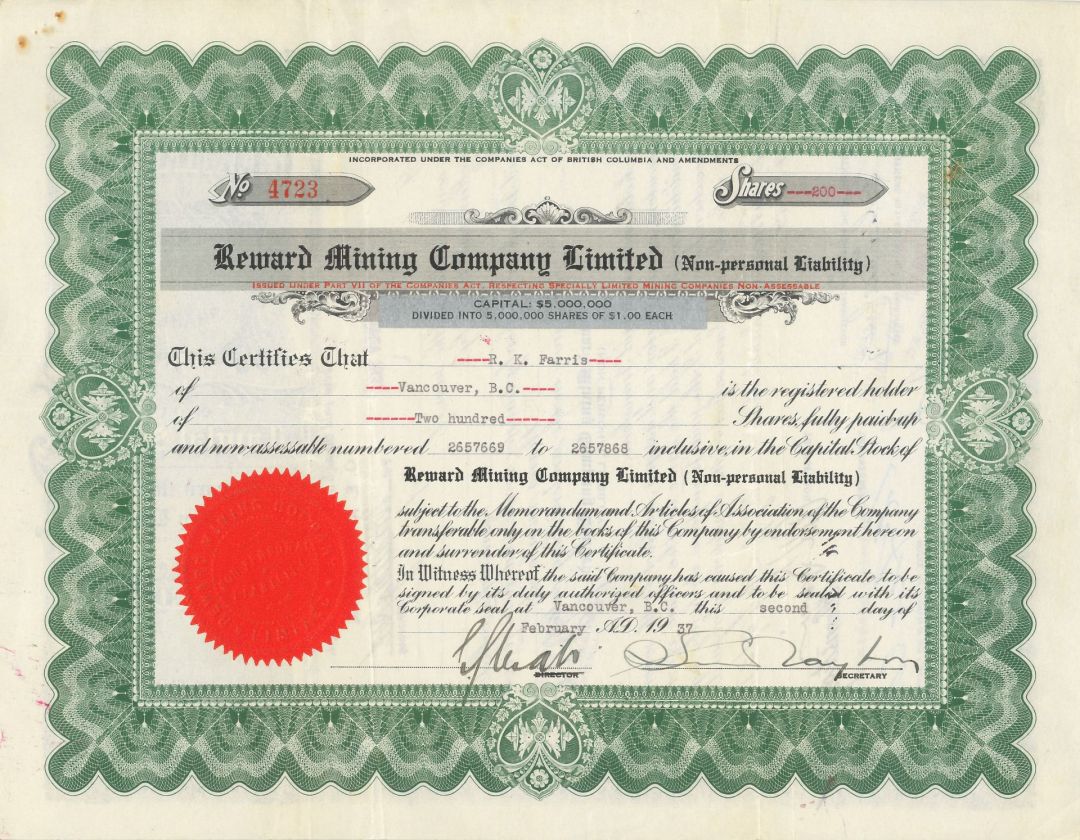 INCORPORATED UNDER THE COMPANIES ACT OF BRITISH COLUMBIA AND AMENDMENTS
No 4723 Shares ---200---
Reward Mining Company Limited (Non-personal Liability)
ISSUED UNDER PART VII OF THE COMPANIES ACT, RESPECTING SPECIALLY LIMITED MINING COMPANIES NON-ASSESSABLE
CAPITAL: $5,000,000
DIVIDED INTO 5,000,000 SHARES OF $1.00 EACH
This Certifies That ----R. K. Farris----
of ----Vancouver, B.C.---- is the registered holder
of ------Two hundred------ Shares, fully paid-up
and non-assessable numbered 2657669 to 2657868 inclusive, in the Capital Stock of
Reward Mining Company Limited (Non-personal Liability)
subject to the Memorandum and Articles of Association of the Company
transferable only on the books of this Company by endorsement hereon
and surrender of this Certificate.
In Witness Whereof the said Company has caused this Certificate to be
signed by its duly authorized officers and to be sealed with its
Corporate seal at Vancouver, B.C. this second day of
February A.D. 19 37
DIRECTOR SECRETARY